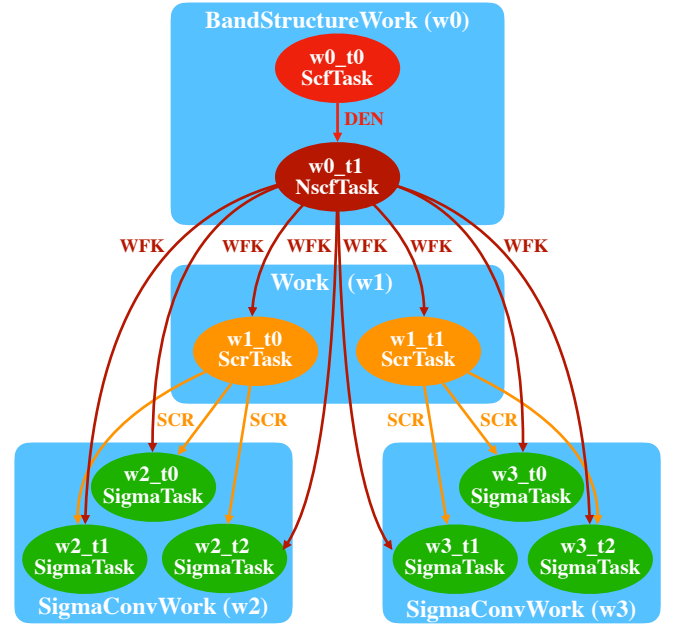 BandStructureWork (w0)
w0_t0
ScfTask
DEN
w0_t1
NscfTask
WFK WFK WFK WFK WFK WFK
Work (w1)
w1_t0
ScrTask
w1_t1
ScrTask
SCR SCR SCR SCR
w2_t0
SigmaTask
w3_t0
SigmaTask
w2_t1
SigmaTask
w2_t2
SigmaTask
w3_t1
SigmaTask
w3_t2
SigmaTask
SigmaConvWork (w2)
SigmaConvWork (w3)